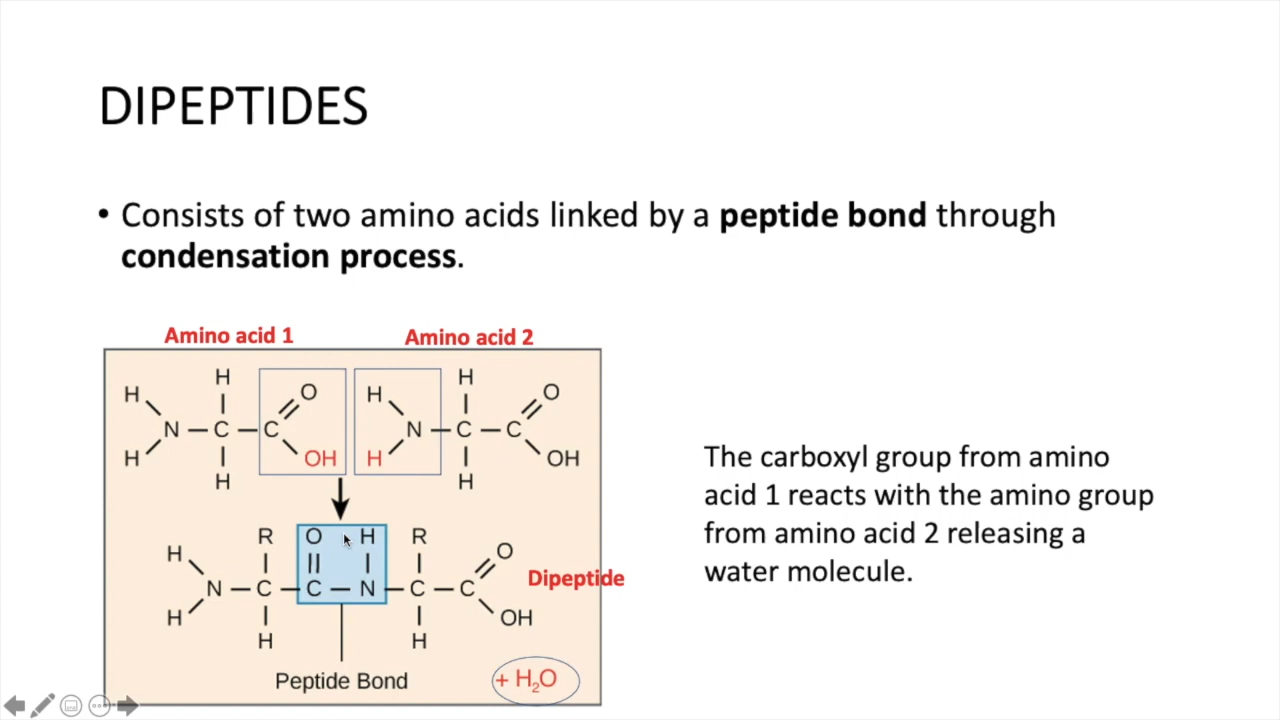 DIPEPTIDES
• Consists of two amino acids linked by a peptide bond through
condensation process.
Amino acid 1 Amino acid 2
H H O H H O
N C C N C C
H H OH H H OH
R O H R O
H
N C C N C C
Dipeptide
H H H OH
Peptide Bond + H₂O
The carboxyl group from amino
acid 1 reacts with the amino group
from amino acid 2 releasing a
water molecule.